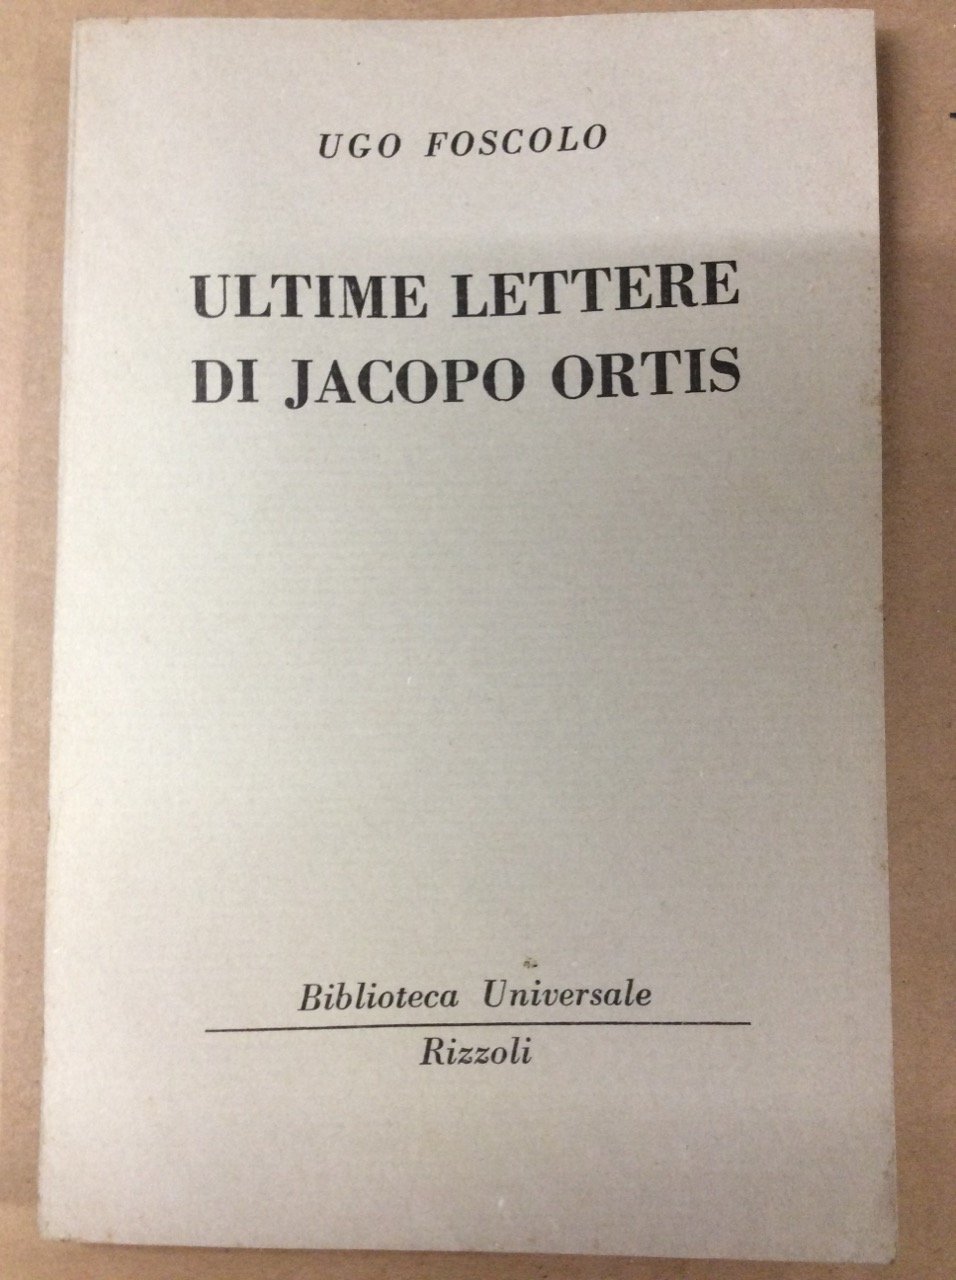 UGO FOSCOLO
ULTIME LETTERE
DI JACOPO ORTIS
Biblioteca Universale
Rizzoli